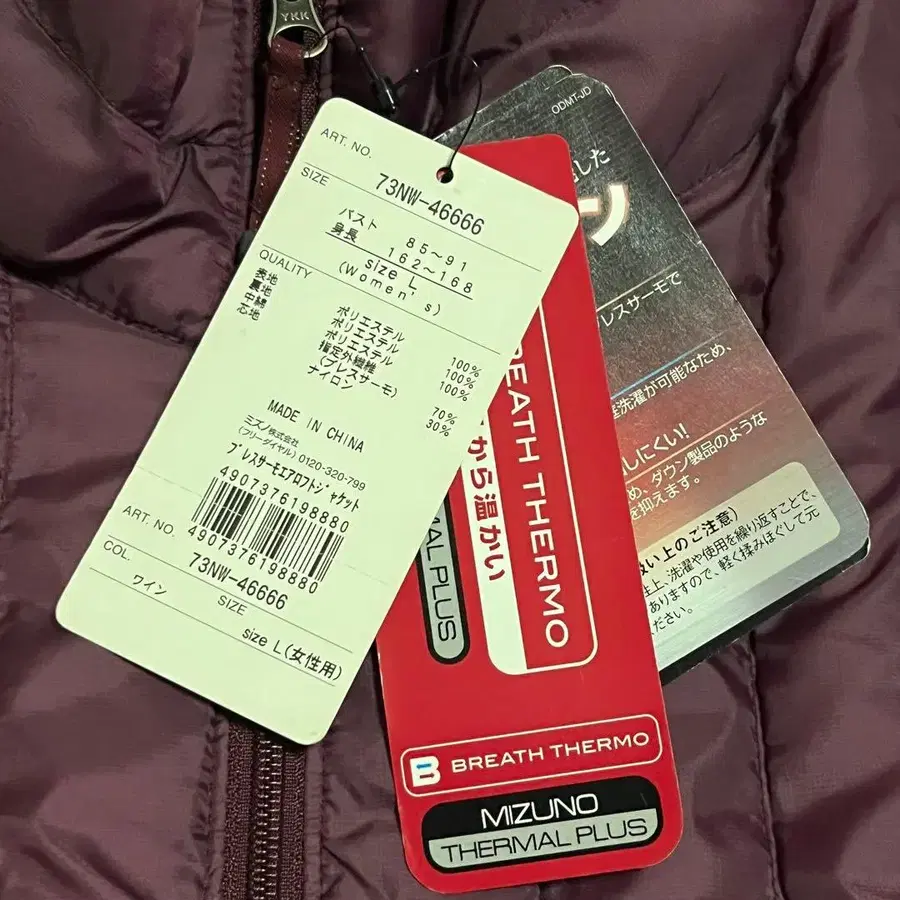 YKK
ART. NO.
73NW-46666
SIZE
バスト 85~91
身長 162~168
size L
(Women's)
QUALITY
表地 ポリエステル 100%
裏地 ポリエステル 100%
中綿 ポリエステル 100%
芯地 指定外繊維
(ブレスサーモ) 70%
ナイロン 30%
MADE IN CHINA
ミズノ株式会社
(フリーダイヤル) 0120-320-799
ブレスサーモエアロフトジャケット
4907376198880
4907376198880
ART. NO.
73NW-46666
COL.
SIZE
ワイン
size L(女性用)
BREATH THERMO
から温かい
MAL PLUS
BREATH THERMO
MIZUNO
THERMAL PLUS
ODMT-JD
した
ン
ブレスサーモで
洗濯が可能なため、
しにくい!
め、ダウン製品のような
を抑えます。
扱い上のご注意)
上、洗濯や使用を繰り返すことで、
ありますので、軽く揉みほぐして元
ださい。